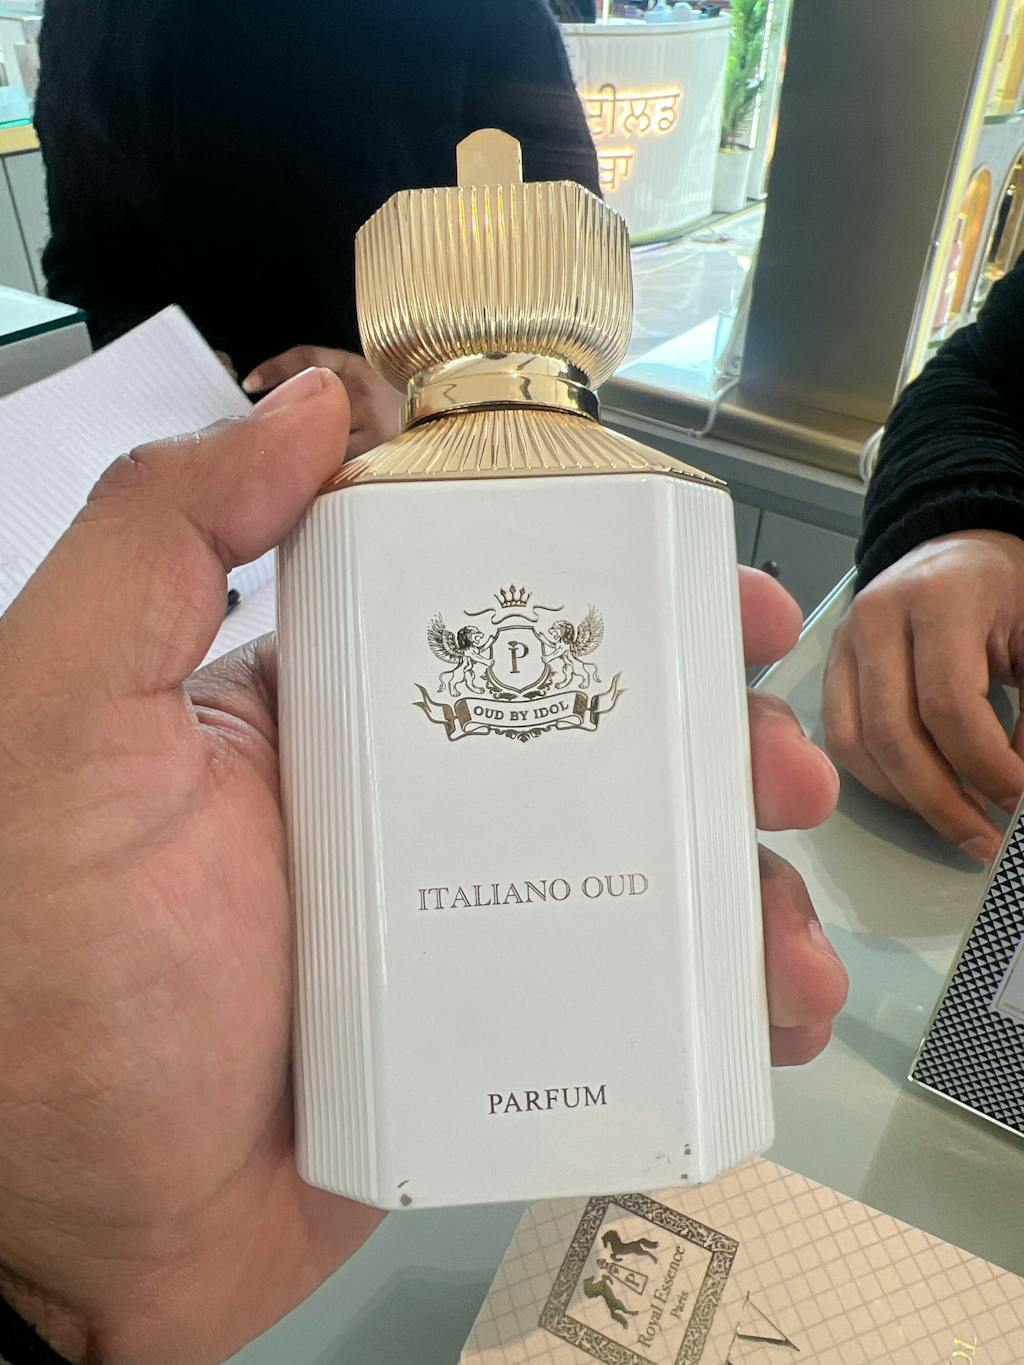 P
OUD BY IDOL
ITALIANO OUD
PARFUM
P
Royal Essence
Paris